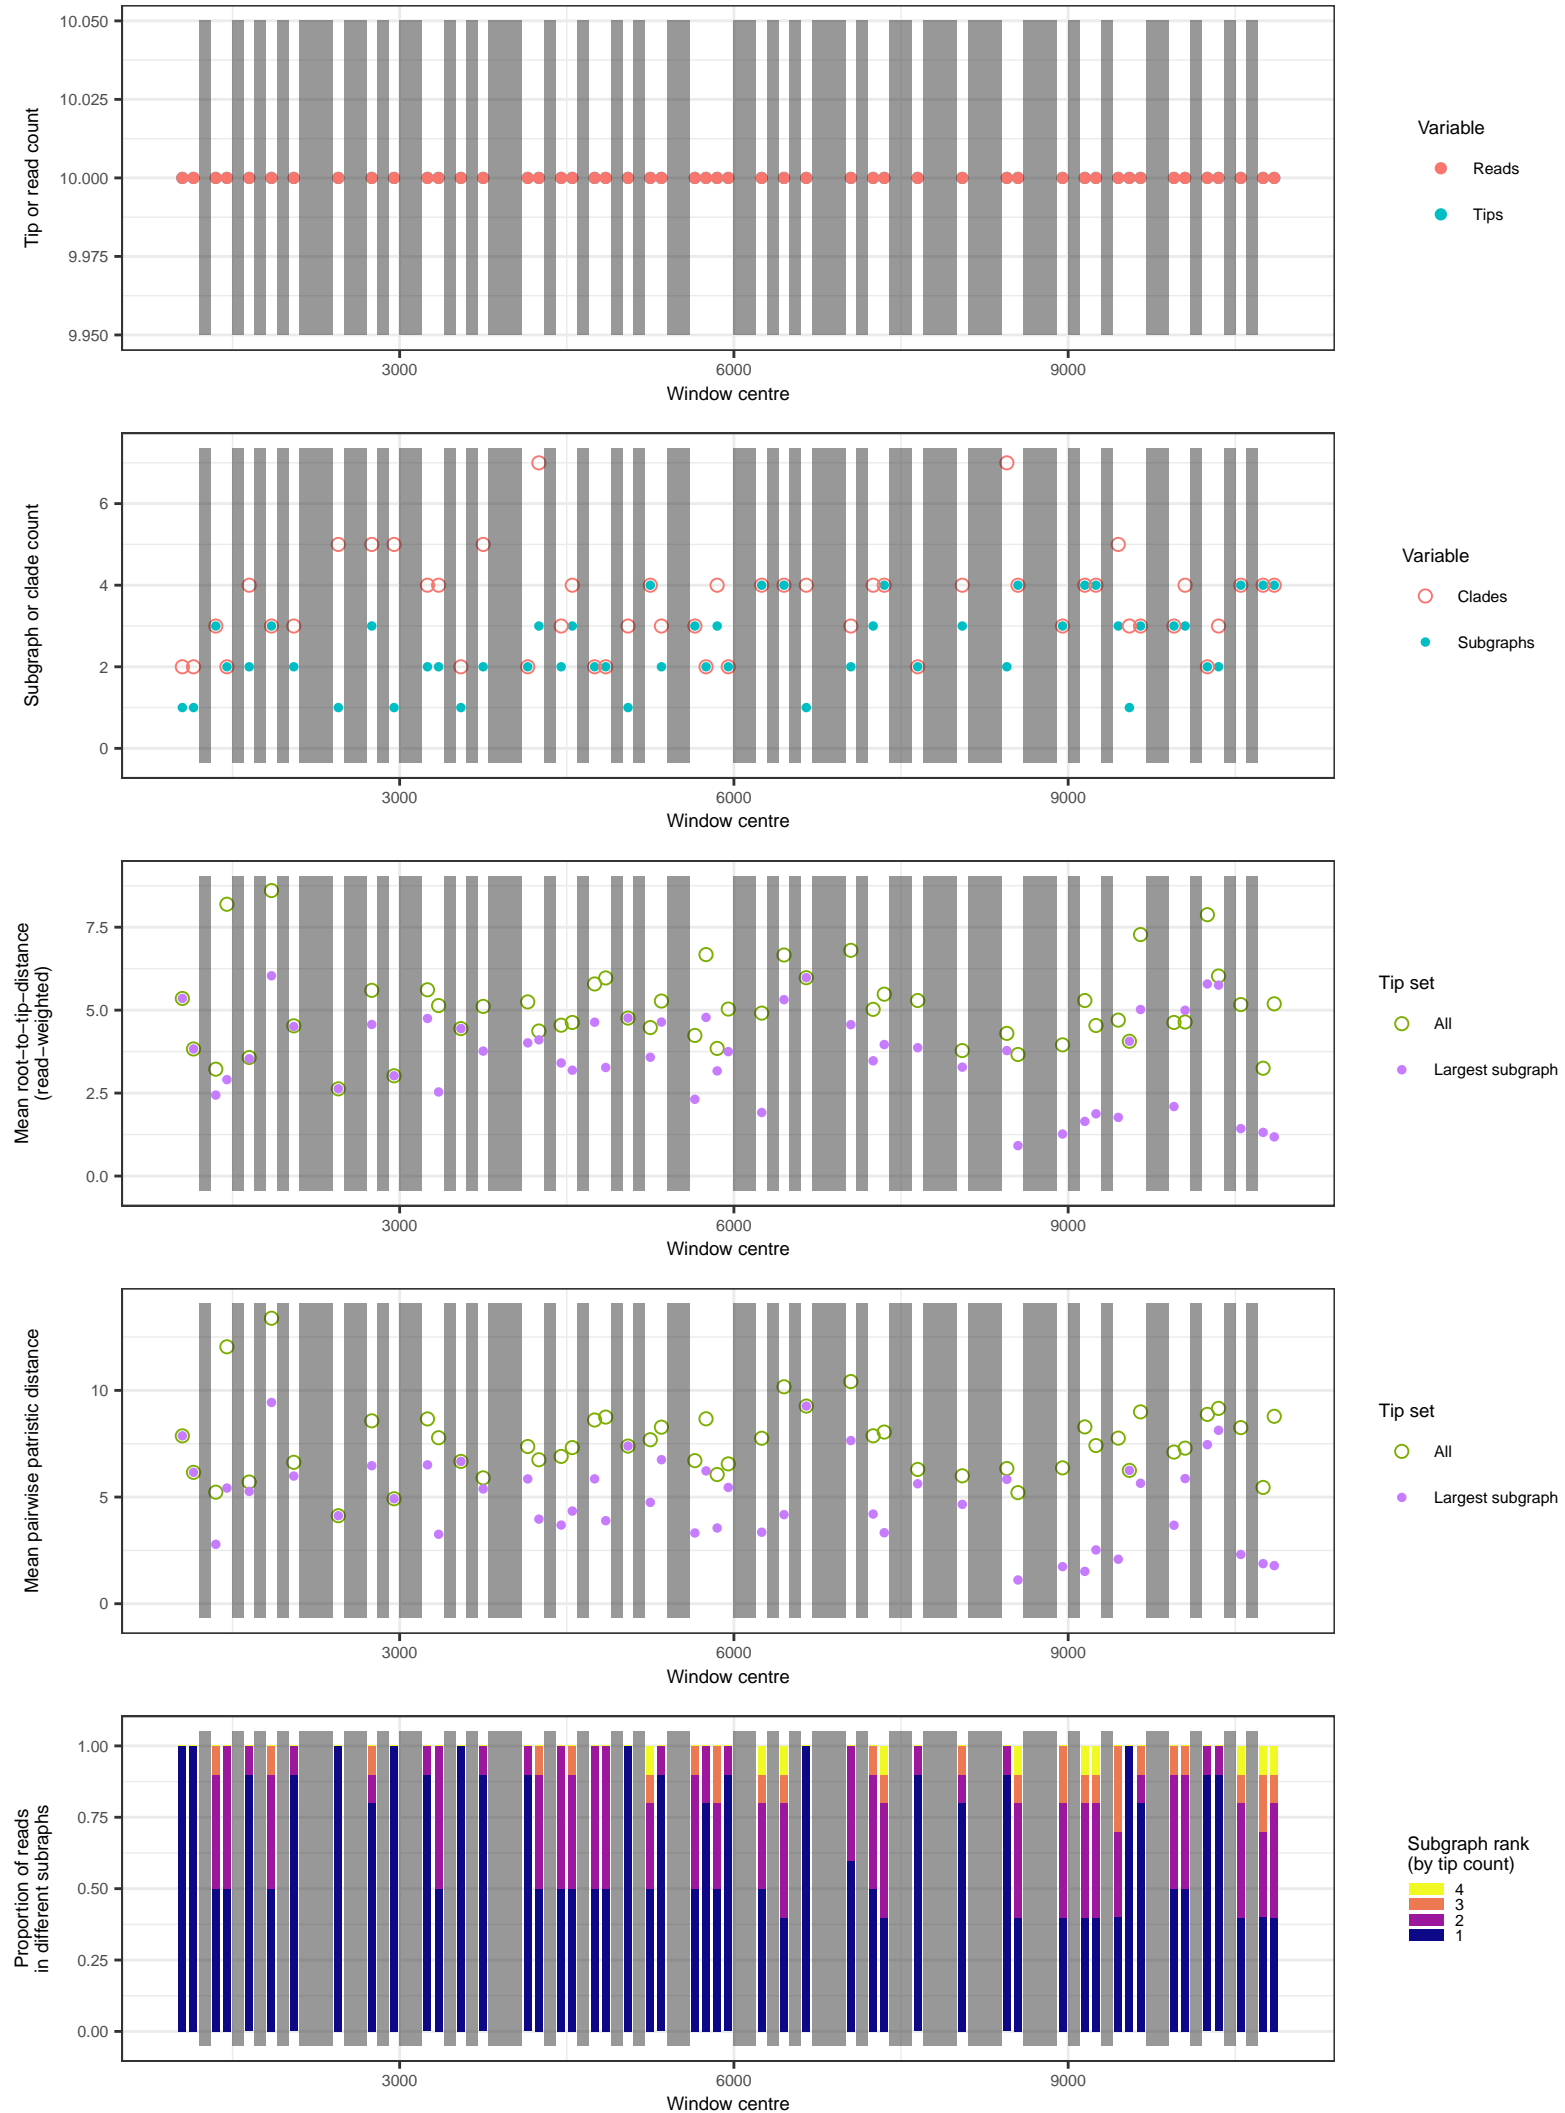 10.050
10.025
10.000
9.975
9.950
Tip or read count
3000
6000
9000
Window centre
Variable
Reads
Tips
6
4
2
0
Subgraph or clade count
3000
6000
9000
Window centre
Variable
Clades
Subgraphs
7.5
5.0
2.5
0.0
Mean root−to−tip−distance
(read−weighted)
3000
6000
9000
Window centre
Tip set
All
Largest subgraph
10
5
0
Mean pairwise patristic distance
3000
6000
9000
Window centre
Tip set
All
Largest subgraph
1.00
0.75
0.50
0.25
0.00
Proportion of reads
in different subraphs
3000
6000
9000
Window centre
Subgraph rank
(by tip count)
4
3
2
1